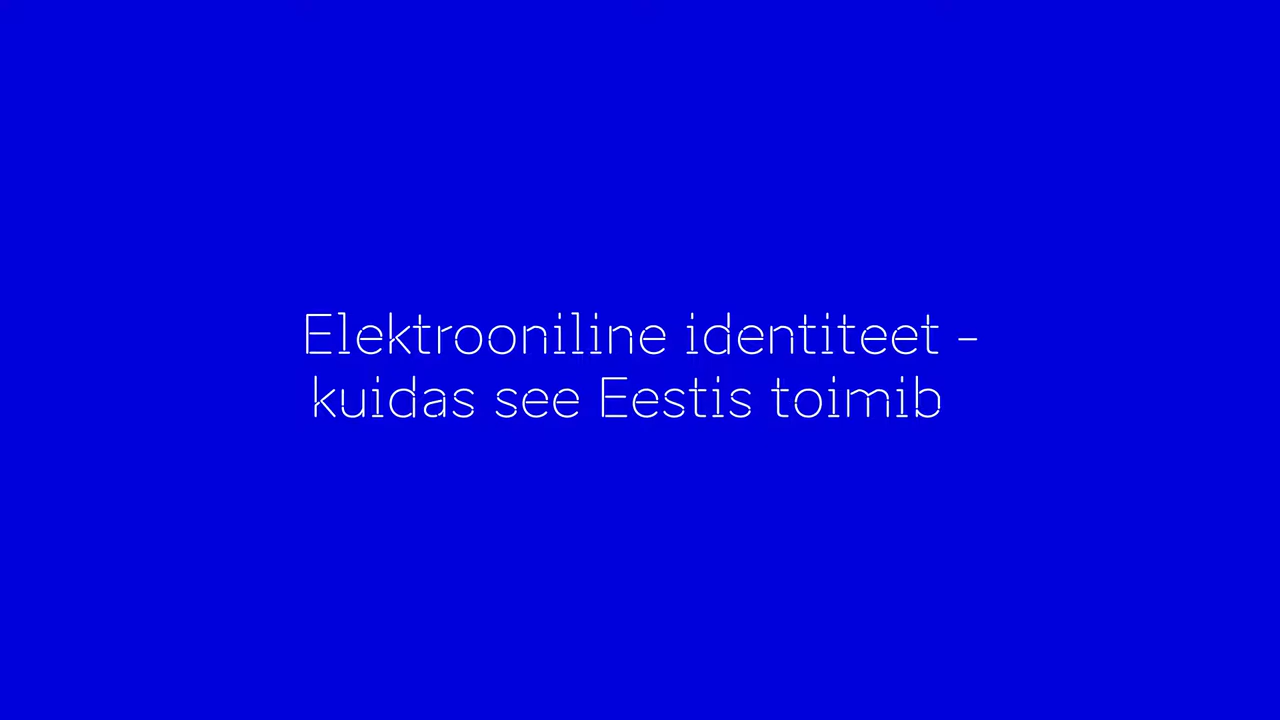 Elektrooniline identiteet –
kuidas see Eestis toimib